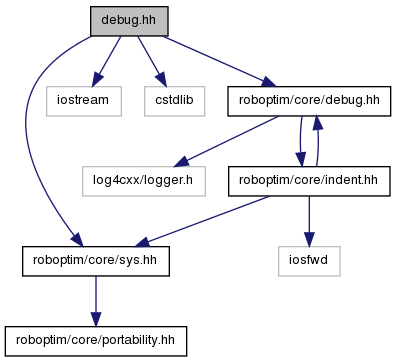 debug.hh
iostream
cstdlib
roboptim/core/debug.hh
log4cxx/logger.h
roboptim/core/indent.hh
roboptim/core/sys.hh
iosfwd
roboptim/core/portability.hh